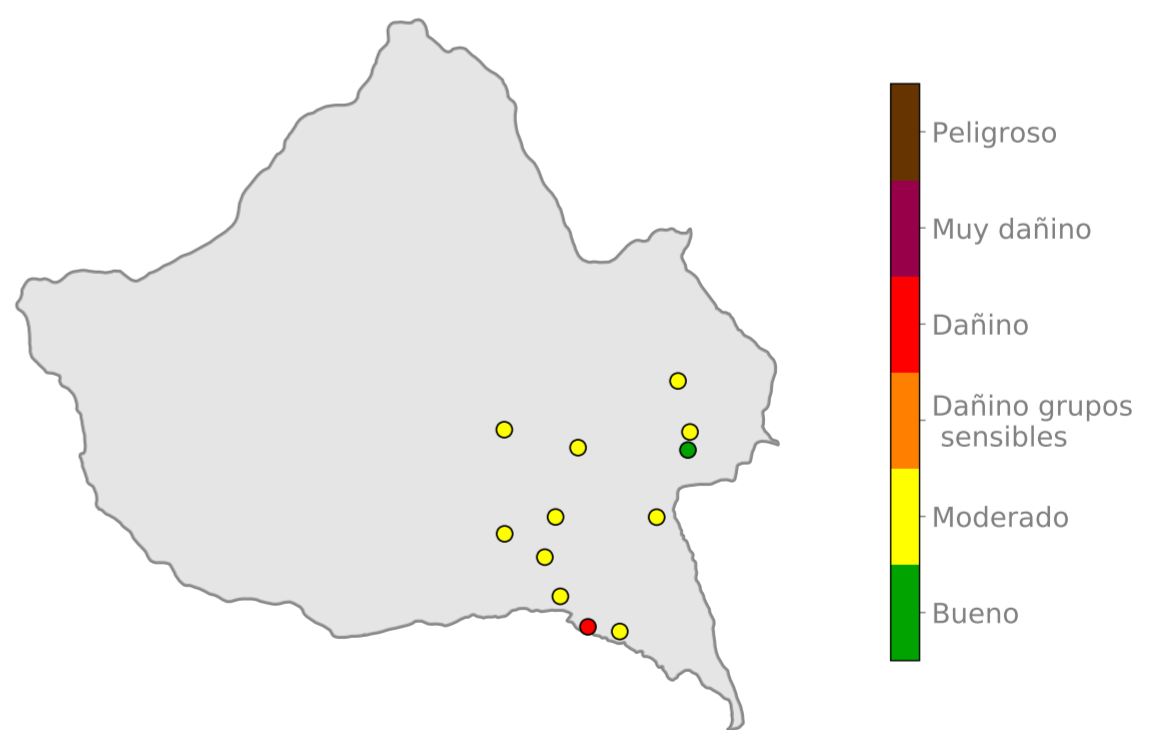 Peligroso
Muy dañino
Dañino
Dañino grupos
sensibles
Moderado
Bueno